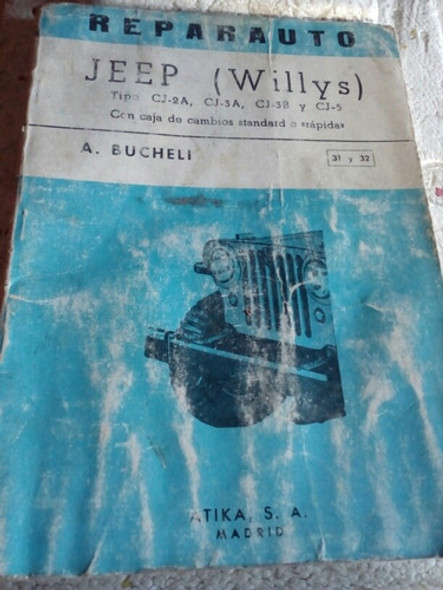 REPARAUTO
JEEP (Willys)
Tipo CJ-2A, CJ-3A, CJ-3B y CJ-5
Con caja de cambios standard o «rápida»
A. BUCHELI
31 y 32
ATIKA, S. A.
MADRID